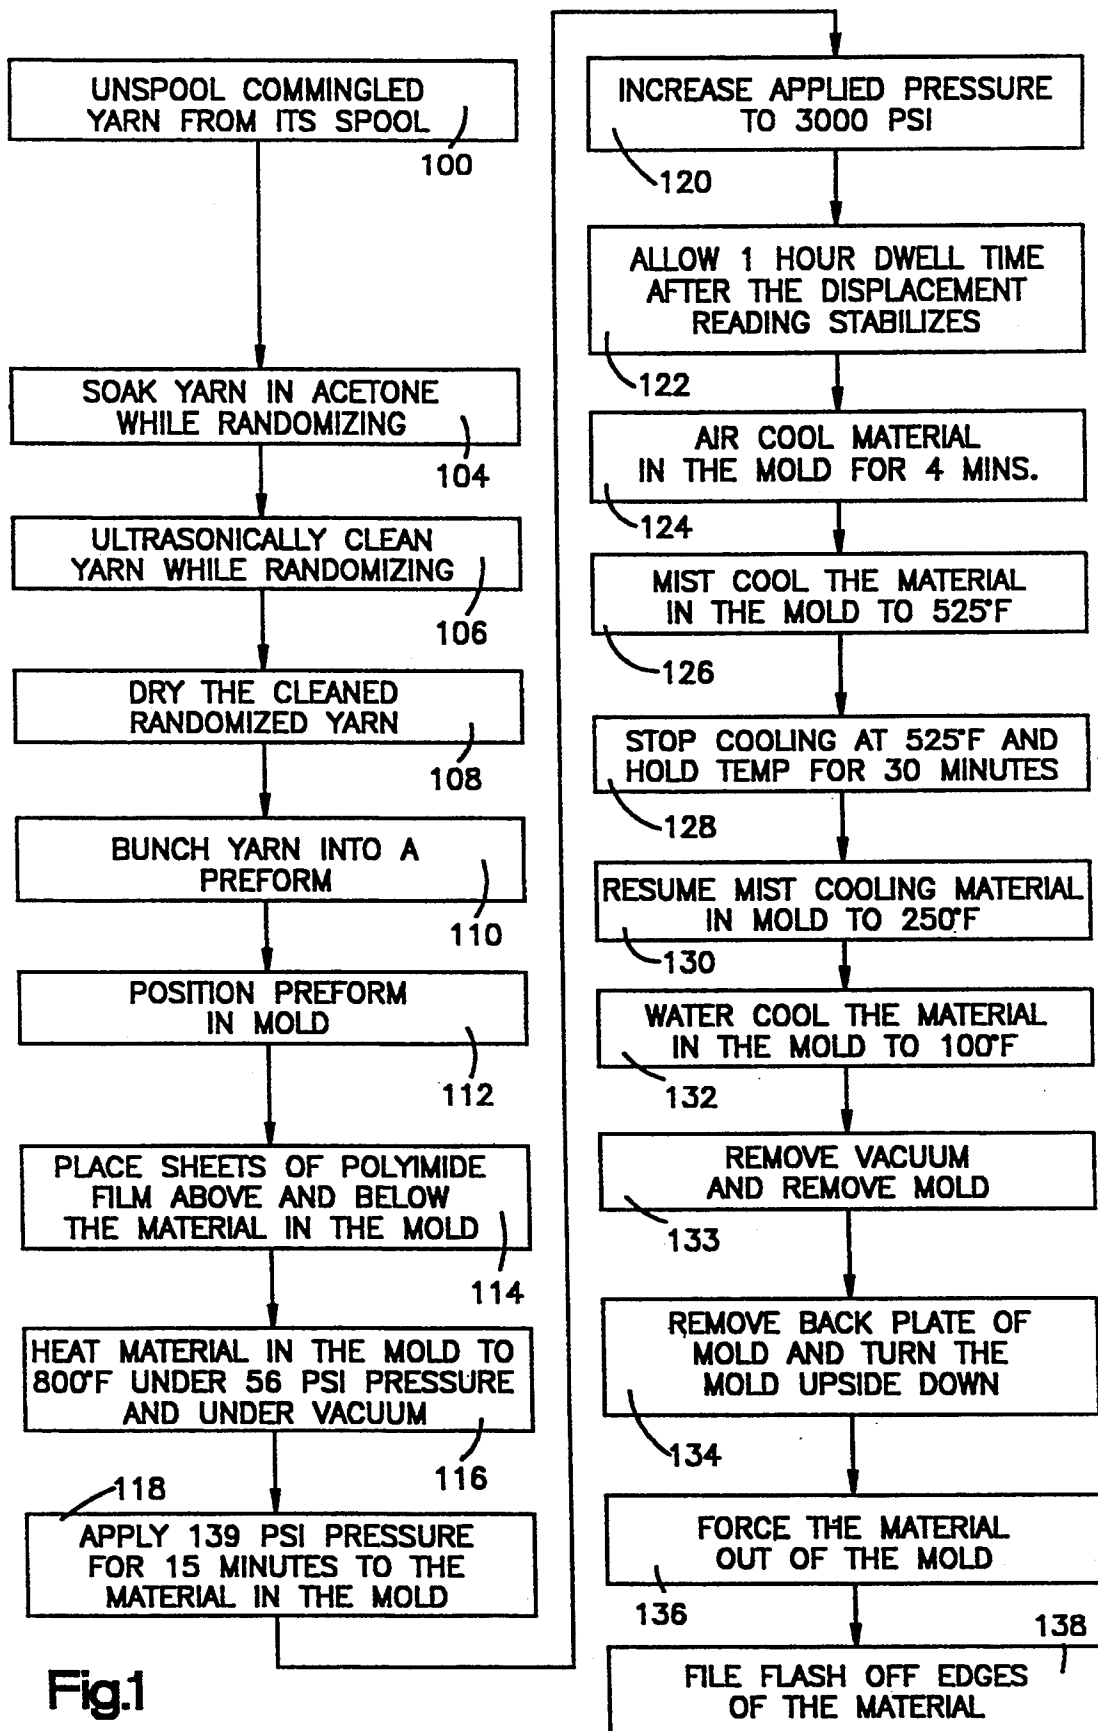 UNSPOOL COMMINGLED
YARN FROM ITS SPOOL
100
SOAK YARN IN ACETONE
WHILE RANDOMIZING
104
ULTRASONICALLY CLEAN
YARN WHILE RANDOMIZING
106
DRY THE CLEANED
RANDOMIZED YARN
108
BUNCH YARN INTO A
PREFORM
110
POSITION PREFORM
IN MOLD
112
PLACE SHEETS OF POLYIMIDE
FILM ABOVE AND BELOW
THE MATERIAL IN THE MOLD
114
HEAT MATERIAL IN THE MOLD TO
800°F UNDER 56 PSI PRESSURE
AND UNDER VACUUM
116
118
APPLY 139 PSI PRESSURE
FOR 15 MINUTES TO THE
MATERIAL IN THE MOLD
INCREASE APPLIED PRESSURE
TO 3000 PSI
120
ALLOW 1 HOUR DWELL TIME
AFTER THE DISPLACEMENT
READING STABILIZES
122
AIR COOL MATERIAL
IN THE MOLD FOR 4 MINS.
124
MIST COOL THE MATERIAL
IN THE MOLD TO 525°F
126
STOP COOLING AT 525°F AND
HOLD TEMP FOR 30 MINUTES
128
RESUME MIST COOLING MATERIAL
IN MOLD TO 250°F
130
WATER COOL THE MATERIAL
IN THE MOLD TO 100°F
132
REMOVE VACUUM
AND REMOVE MOLD
133
REMOVE BACK PLATE OF
MOLD AND TURN THE
MOLD UPSIDE DOWN
134
FORCE THE MATERIAL
OUT OF THE MOLD
136
138
FILE FLASH OFF EDGES
OF THE MATERIAL
Fig.1